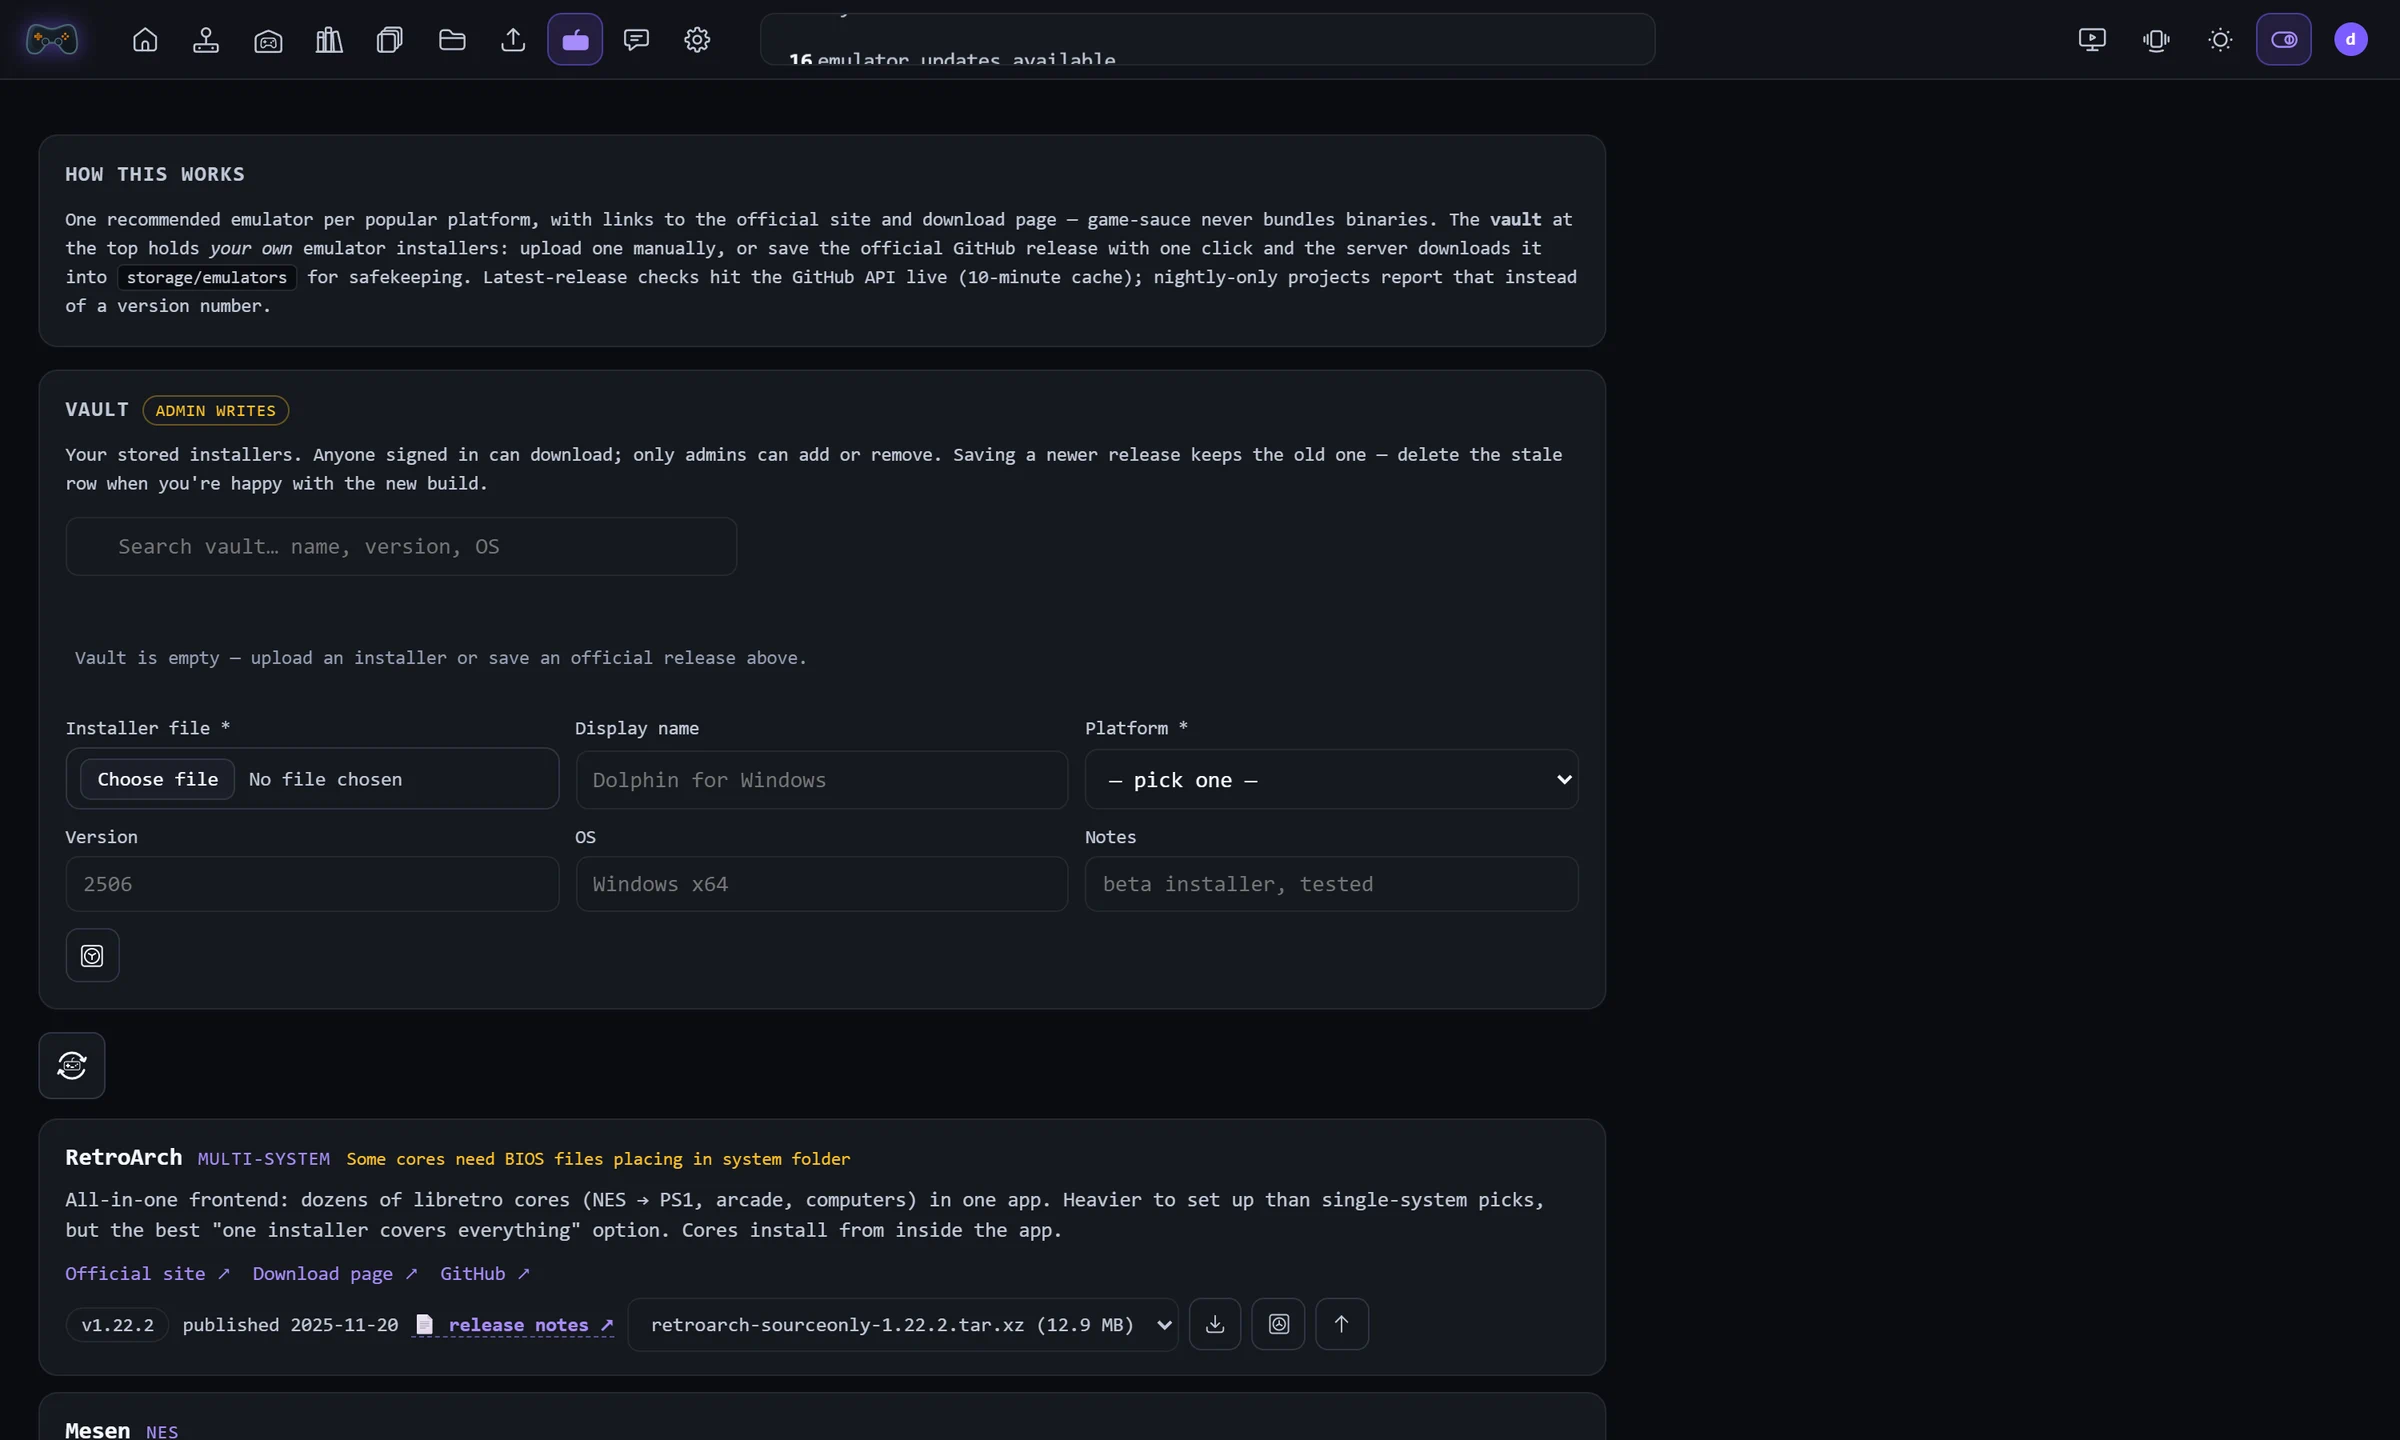 16 emulator updates available
d
HOW THIS WORKS
One recommended emulator per popular platform, with links to the official site and download page — game-sauce never bundles binaries. The vault at
the top holds your own emulator installers: upload one manually, or save the official GitHub release with one click and the server downloads it
into storage/emulators for safekeeping. Latest-release checks hit the GitHub API live (10-minute cache); nightly-only projects report that instead
of a version number.
VAULT ADMIN WRITES
Your stored installers. Anyone signed in can download; only admins can add or remove. Saving a newer release keeps the old one — delete the stale
row when you're happy with the new build.
Search vault… name, version, OS
Vault is empty — upload an installer or save an official release above.
Installer file * Display name Platform *
Choose file No file chosen Dolphin for Windows — pick one —
Version OS Notes
2506 Windows x64 beta installer, tested
RetroArch MULTI-SYSTEM Some cores need BIOS files placing in system folder
All-in-one frontend: dozens of libretro cores (NES → PS1, arcade, computers) in one app. Heavier to set up than single-system picks,
but the best "one installer covers everything" option. Cores install from inside the app.
Official site ↗ Download page ↗ GitHub ↗
v1.22.2 published 2025-11-20 📄 release notes ↗ retroarch-sourceonly-1.22.2.tar.xz (12.9 MB)
Mesen NES